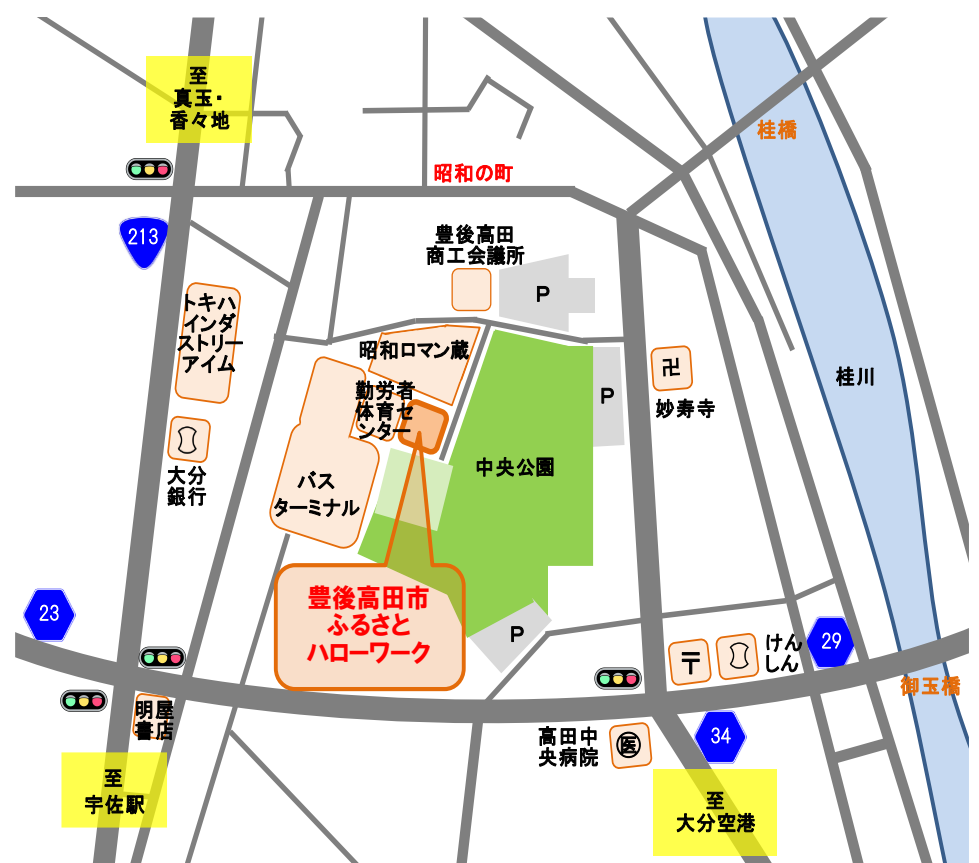 至
真玉・
香々地
桂橋
昭和の町
213
豊後高田
商工会議所
P
トキハ
インダ
ストリー
アイム
昭和ロマン蔵
勤労者
体育セ
ンター
P
卍
妙寿寺
桂川
大分
銀行
バス
ターミナル
中央公園
豊後高田市
ふるさと
ハローワーク
23
P
〒
けん
しん
29
御玉橋
明屋
書店
高田中
央病院
医
34
至
宇佐駅
至
大分空港